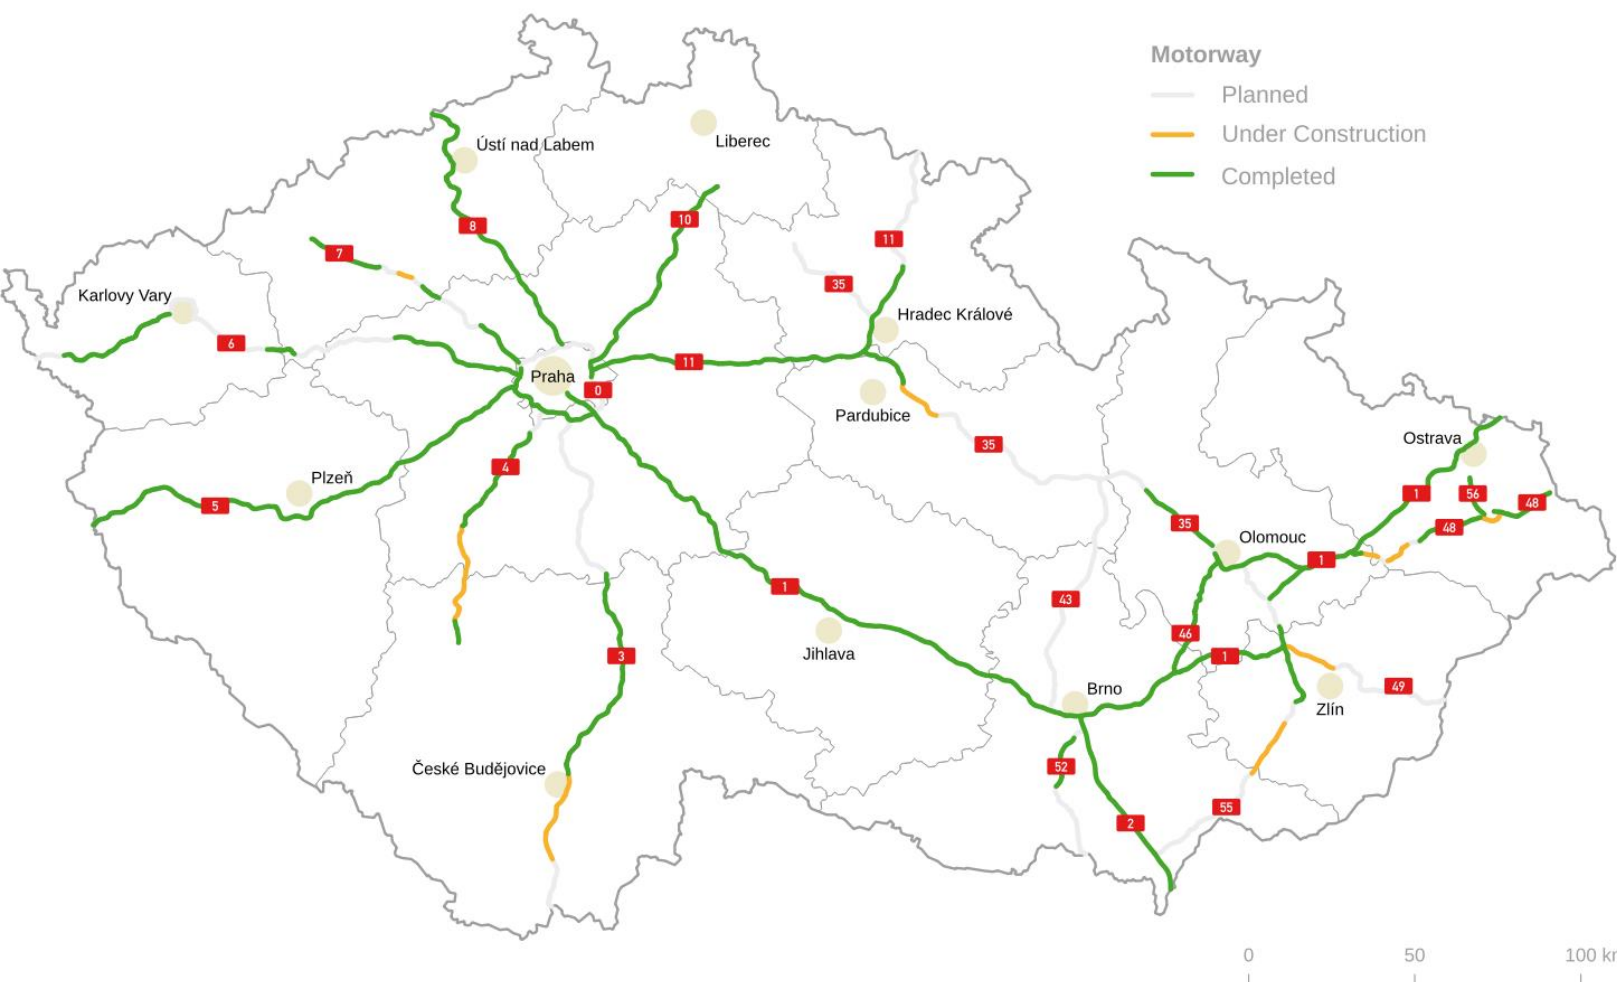 Motorway
Planned
Under Construction
Completed
Ústí nad Labem
Liberec
8
10
11
7
35
Karlovy Vary
Hradec Králové
6
11
Praha
0
Pardubice
35
Ostrava
4
Plzeň
5
1
56
48
48
35
Olomouc
1
1
43
46
3
Jihlava
1
49
Brno
Zlín
České Budějovice
52
55
2
0
50
100 k